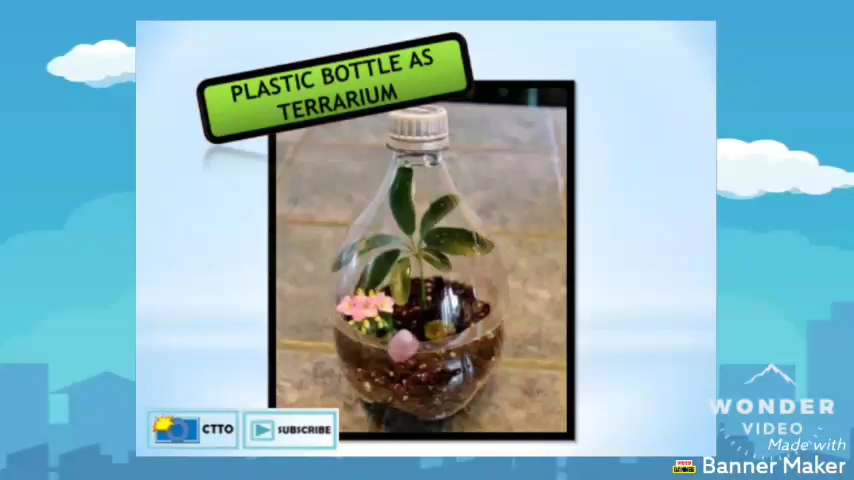 PLASTIC BOTTLE AS
TERRARIUM
CTTO
SUBSCRIBE
WONDER
VIDEO
Made with
Banner Maker